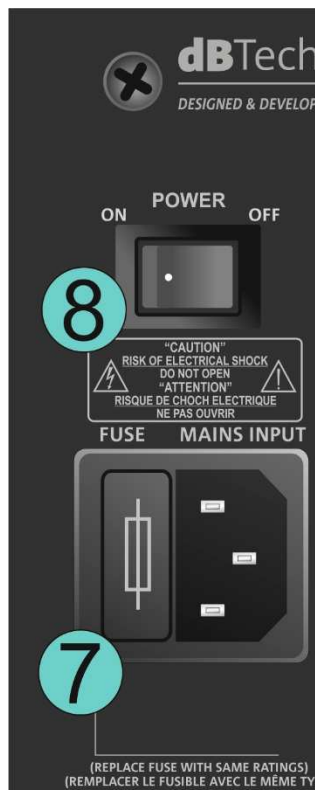 dBTech
DESIGNED & DEVELOP
POWER
ON OFF
8
"CAUTION"
RISK OF ELECTRICAL SHOCK
DO NOT OPEN
"ATTENTION"
RISQUE DE CHOCH ELECTRIQUE
NE PAS OUVRIR
FUSE MAINS INPUT
7
(REPLACE FUSE WITH SAME RATINGS)
(REMPLACER LE FUSIBLE AVEC LE MÊME TY